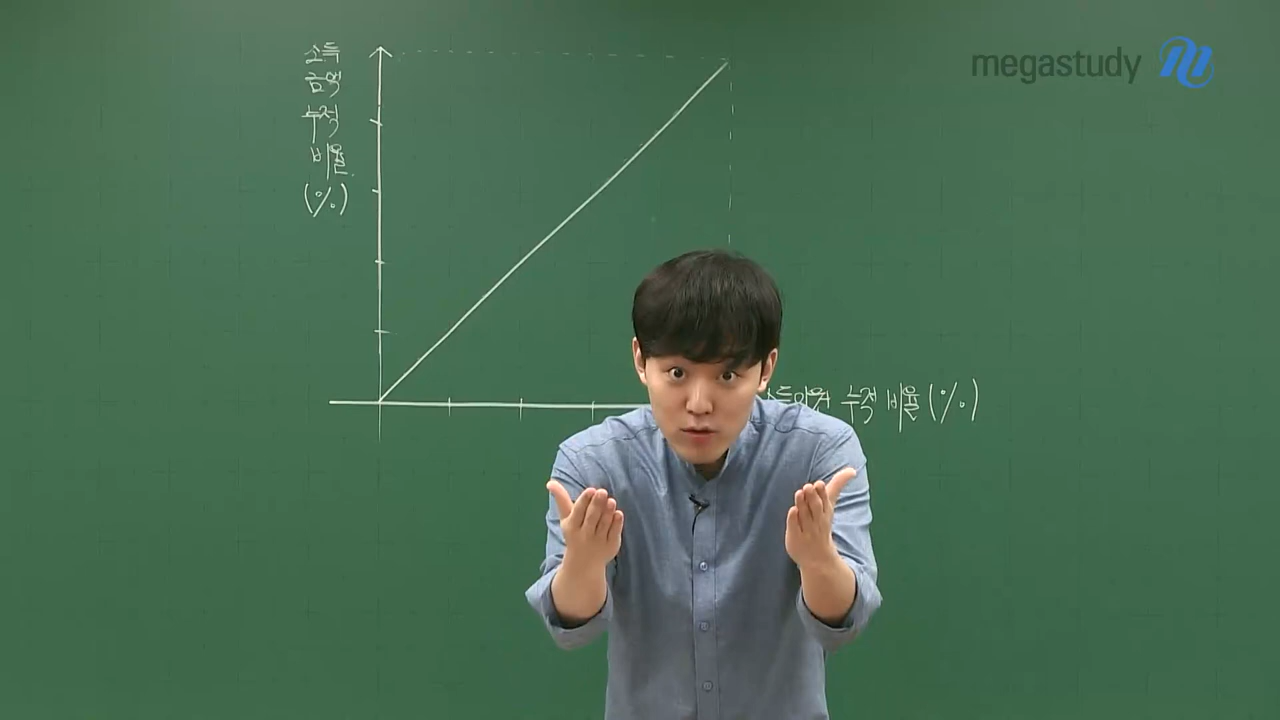 megastudy
소득
금액
누적
비율
(%)
누적 비율(%)